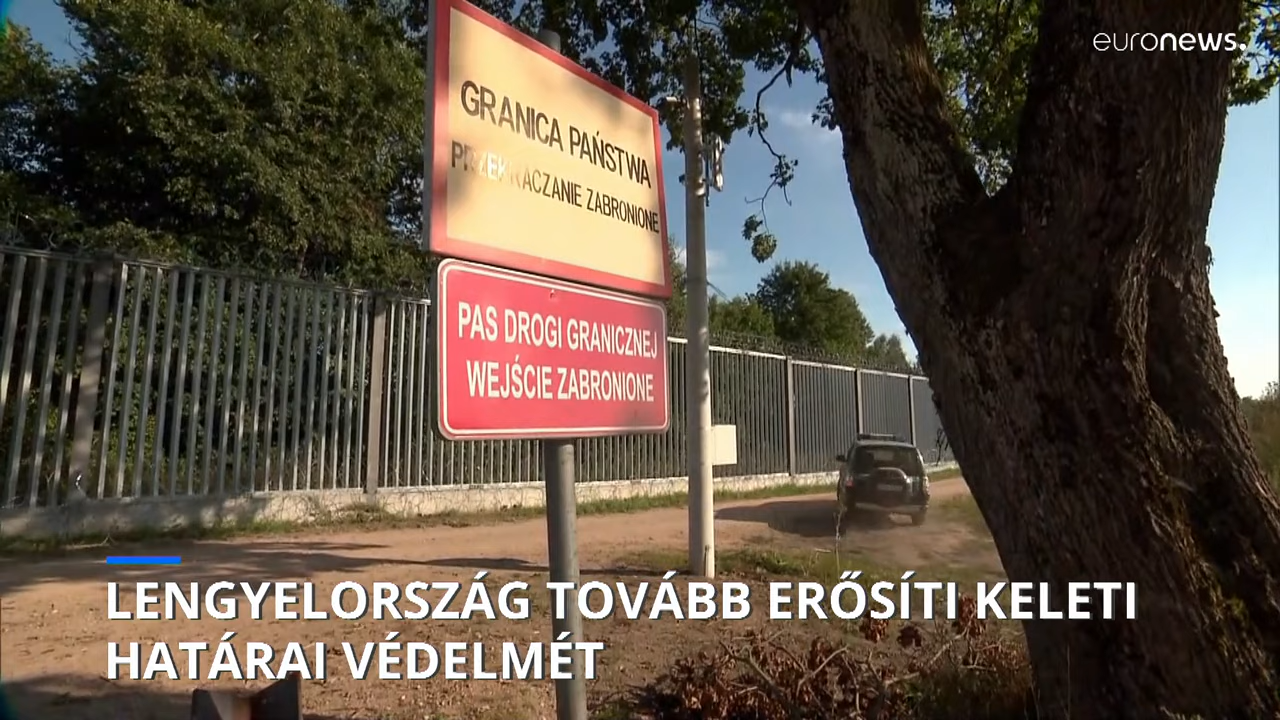 euronews.
GRANICA PAŃSTWA
PRZEKRACZANIE ZABRONIONE
PAS DROGI GRANICZNEJ
WEJŚCIE ZABRONIONE
LENGYELORSZÁG TOVÁBB ERŐSÍTI KELETI
HATÁRAI VÉDELMÉT